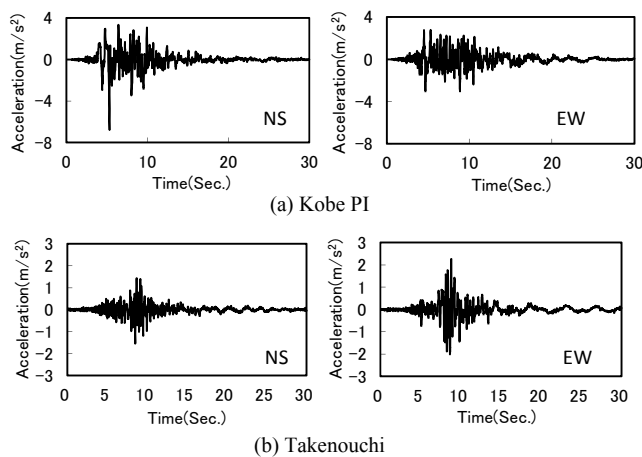 Acceleration(m/s²)
4
0
−4
−8
NS
0 10 20 30
Time(Sec.)
Acceleration(m/s²)
4
0
−4
−8
EW
0 10 20 30
Time(Sec.)
(a) Kobe PI
Acceleration(m/s²)
3
2
1
0
−1
−2
−3
NS
0 5 10 15 20 25 30
Time(Sec.)
Acceleration(m/s²)
3
2
1
0
−1
−2
−3
EW
0 5 10 15 20 25 30
Time(Sec.)
(b) Takenouchi